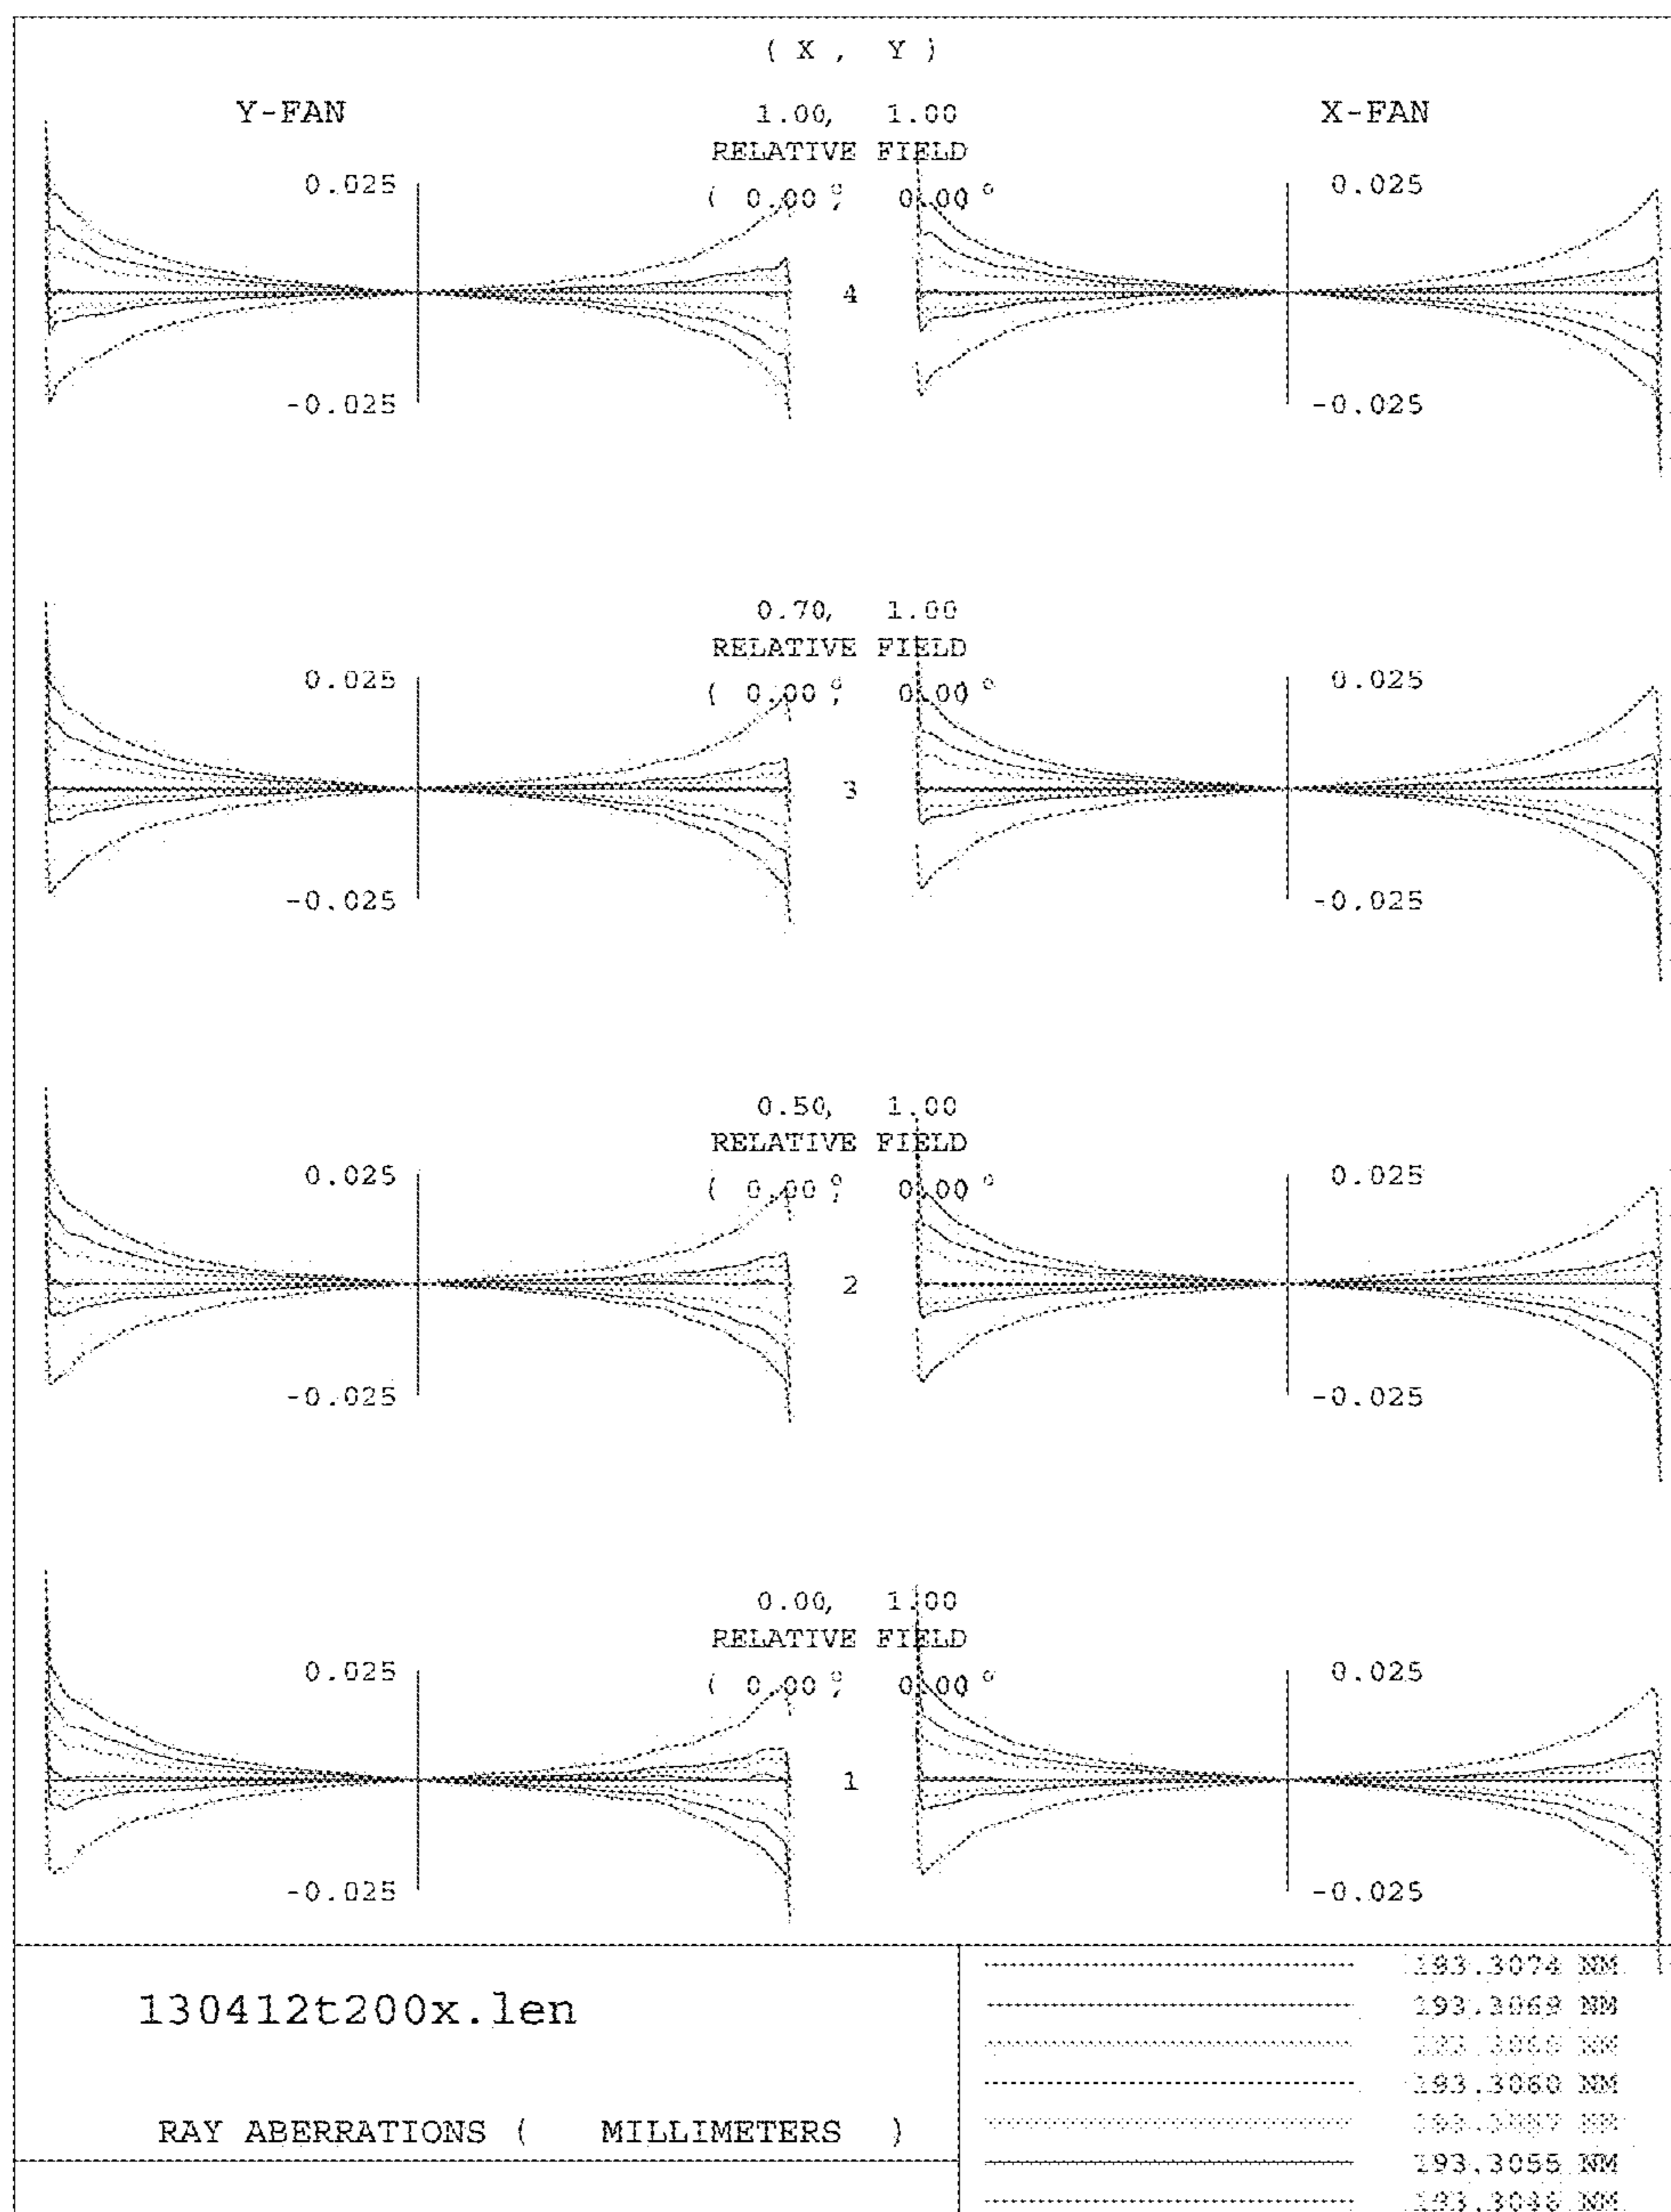 ( X , Y )
Y-FAN
1.00, 1.00
X-FAN
RELATIVE FIELD
0.025
( 0.00°, 0.00°
0.025
4
-0.025
-0.025
0.70, 1.00
RELATIVE FIELD
0.025
( 0.00°, 0.00°
0.025
3
-0.025
-0.025
0.50, 1.00
RELATIVE FIELD
0.025
( 0.00°, 0.00°
0.025
2
-0.025
-0.025
0.00, 1.00
RELATIVE FIELD
0.025
( 0.00°, 0.00°
0.025
1
-0.025
-0.025
130412t200x.len
RAY ABERRATIONS ( MILLIMETERS )
193.3074 NM
193.3069 NM
NM
193.3060 NM
NM
193.3055 NM
193.3046 NM